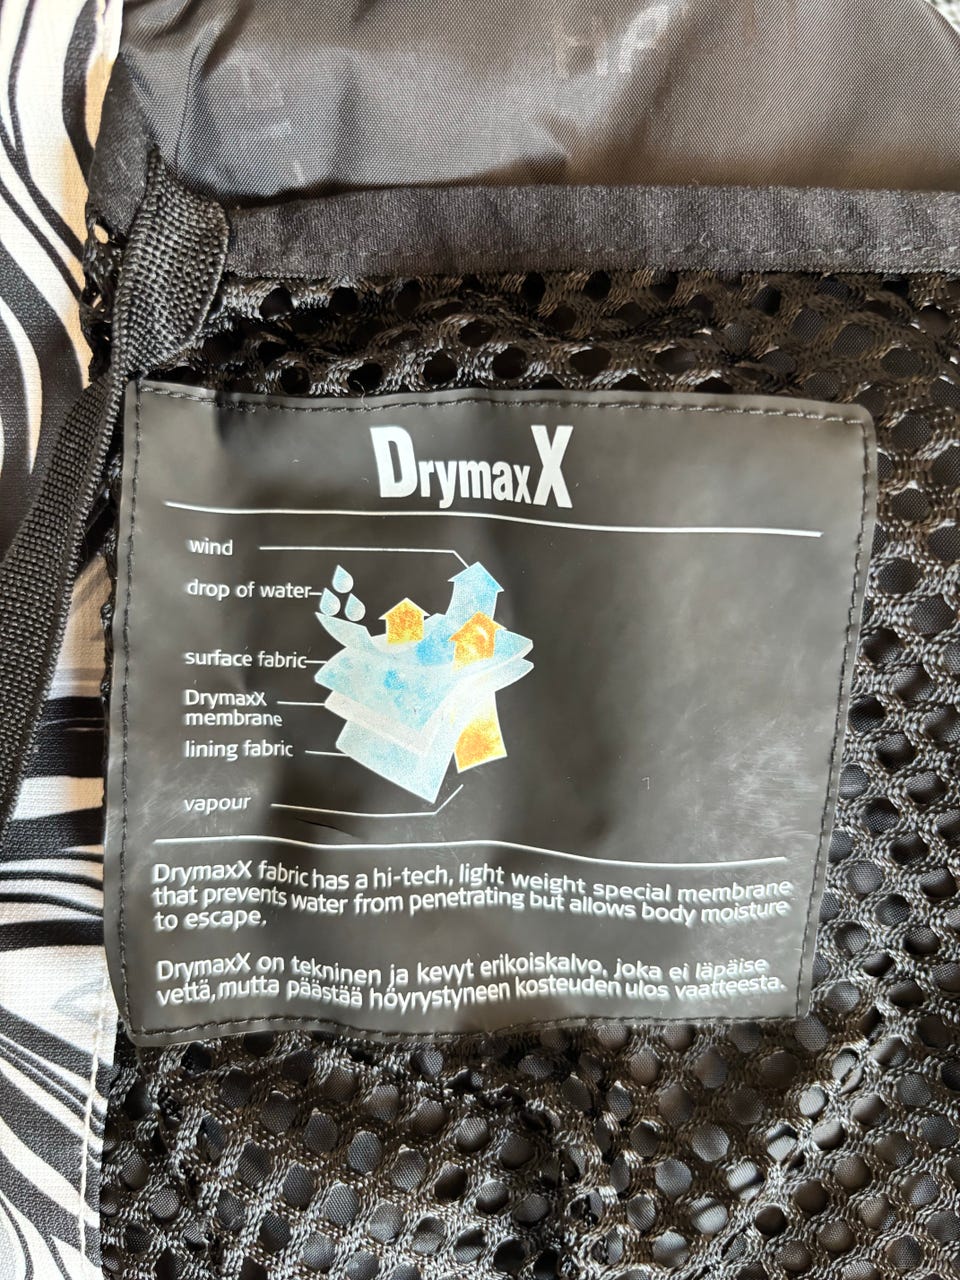 DrymaxX
wind
drop of water
surface fabric
DrymaxX
membrane
lining fabric
vapour
DrymaxX fabric has a hi-tech, light weight special membrane
that prevents water from penetrating but allows body moisture
to escape.
DrymaxX on tekninen ja kevyt erikoiskalvo, joka ei läpäise
vettä, mutta päästää höyrystyneen kosteuden ulos vaatteesta.